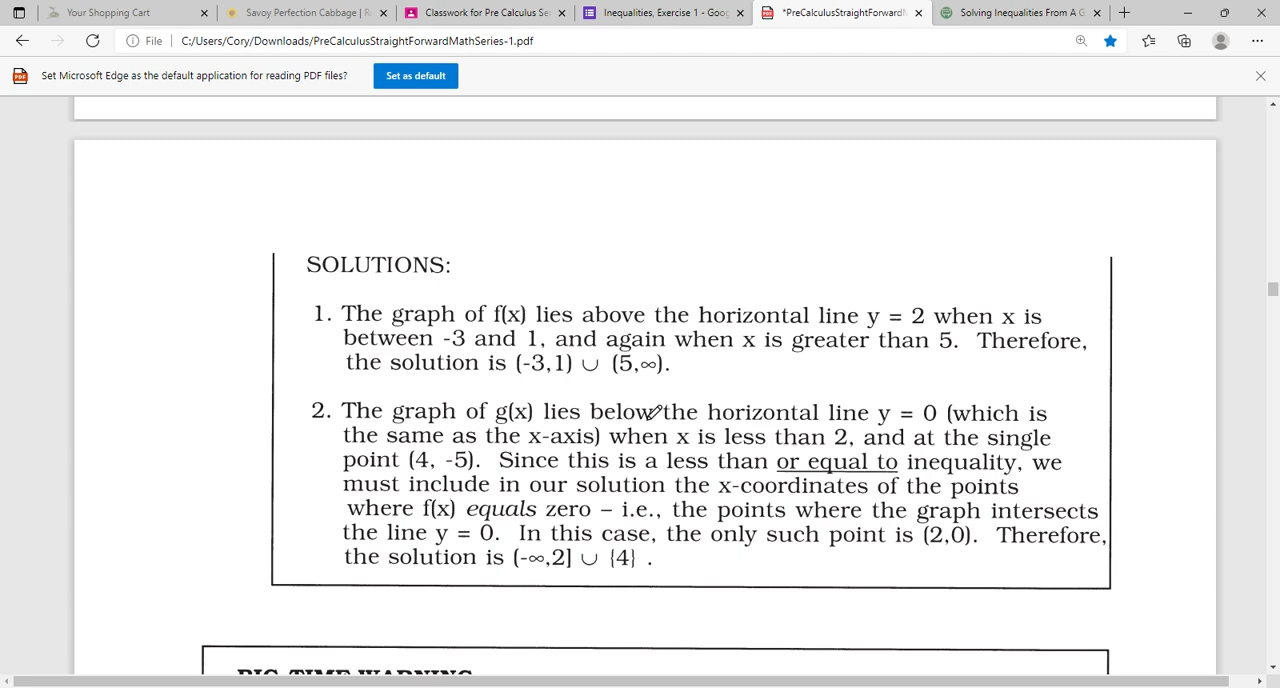 Your Shopping Cart
Savoy Perfection Cabbage | R
Classwork for Pre Calculus Se
Inequalities, Exercise 1 - Goog
*PreCalculusStraightForwardM
Solving Inequalities From A G
File | C:/Users/Cory/Downloads/PreCalculusStraightForwardMathSeries-1.pdf
PDF Set Microsoft Edge as the default application for reading PDF files? Set as default
SOLUTIONS:
1. The graph of f(x) lies above the horizontal line y = 2 when x is
between -3 and 1, and again when x is greater than 5. Therefore,
the solution is (-3,1) ∪ (5,∞).
2. The graph of g(x) lies below the horizontal line y = 0 (which is
the same as the x-axis) when x is less than 2, and at the single
point (4, -5). Since this is a less than or equal to inequality, we
must include in our solution the x-coordinates of the points
where f(x) equals zero – i.e., the points where the graph intersects
the line y = 0. In this case, the only such point is (2,0). Therefore,
the solution is (-∞,2] ∪ {4} .
BIG-TIME WARNING